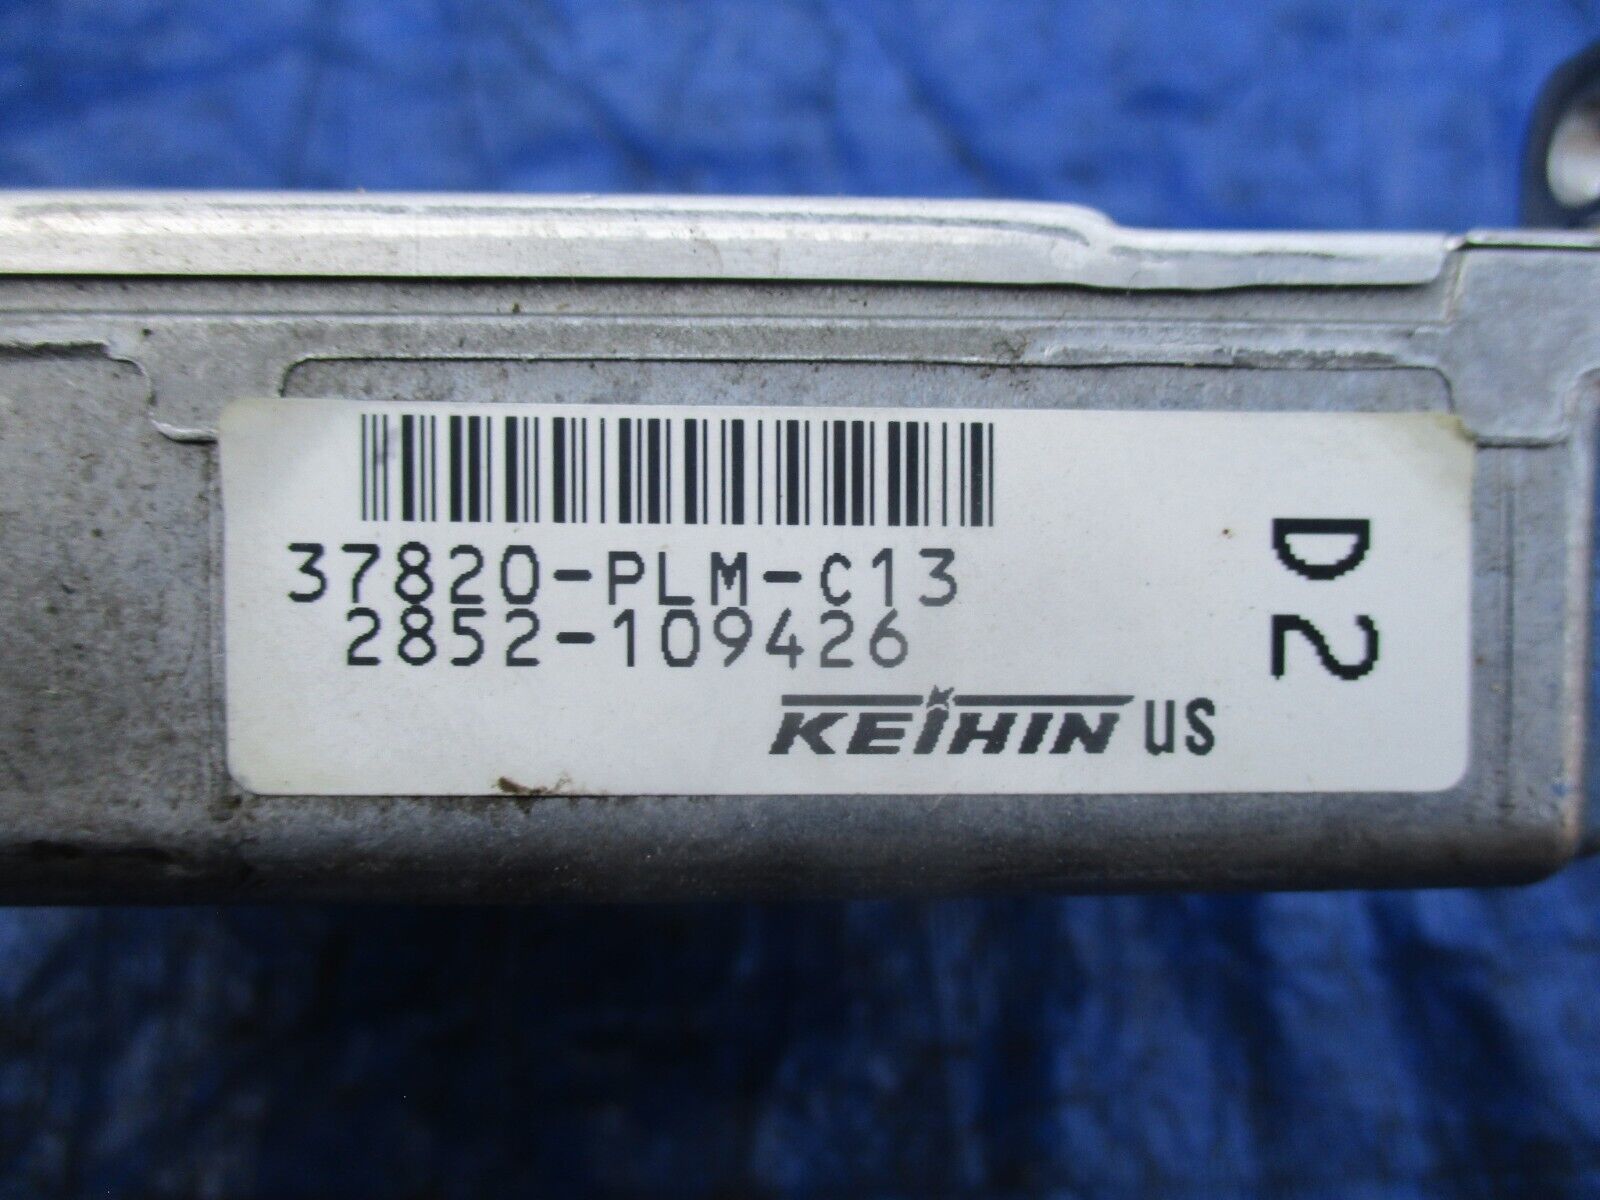 37820-PLM-C13
2852-109426
KEIHIN US
D2